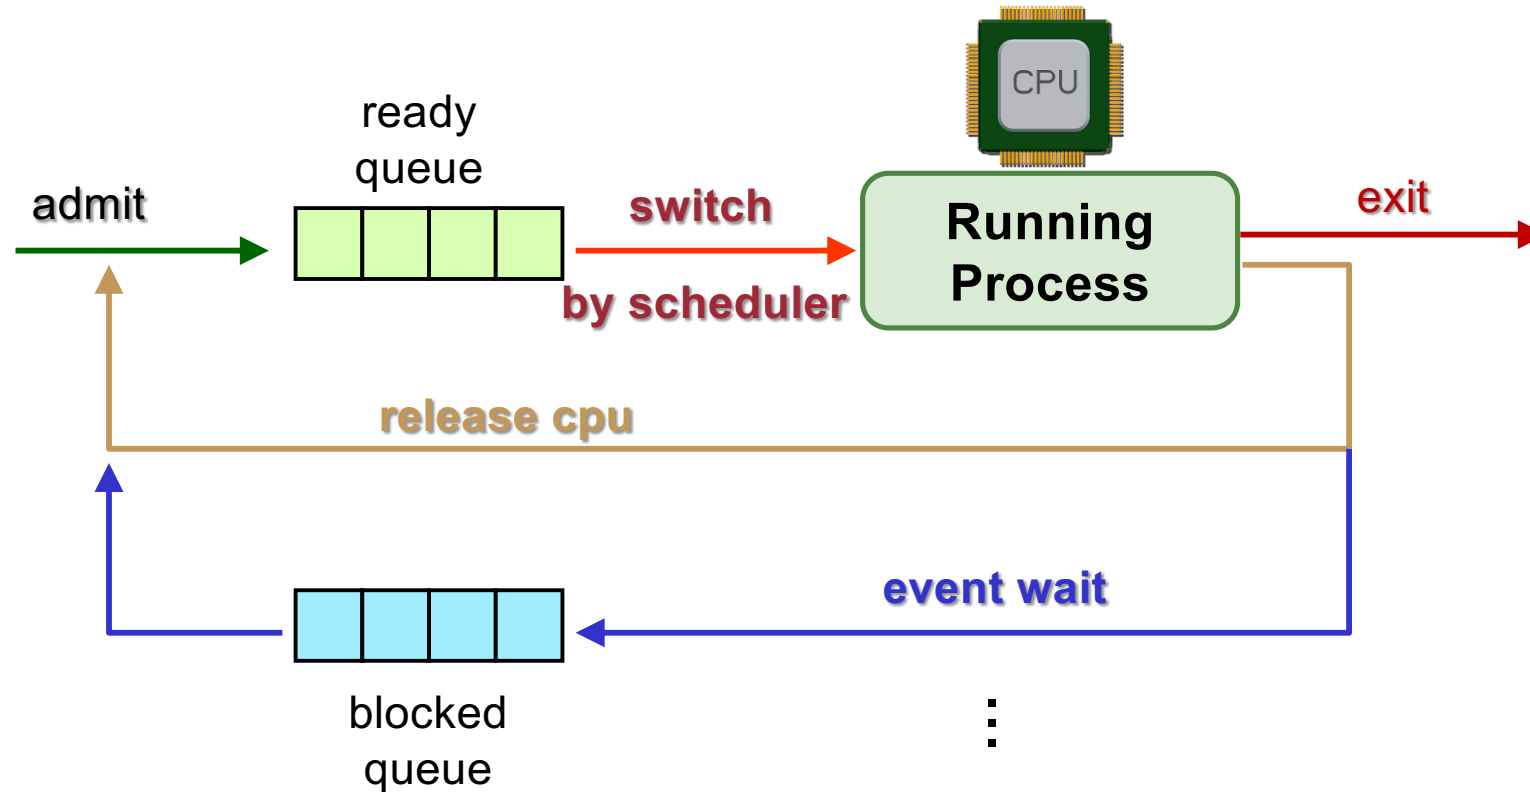 CPU
ready
queue
admit
switch
by scheduler
Running
Process
exit
release cpu
event wait
blocked
queue